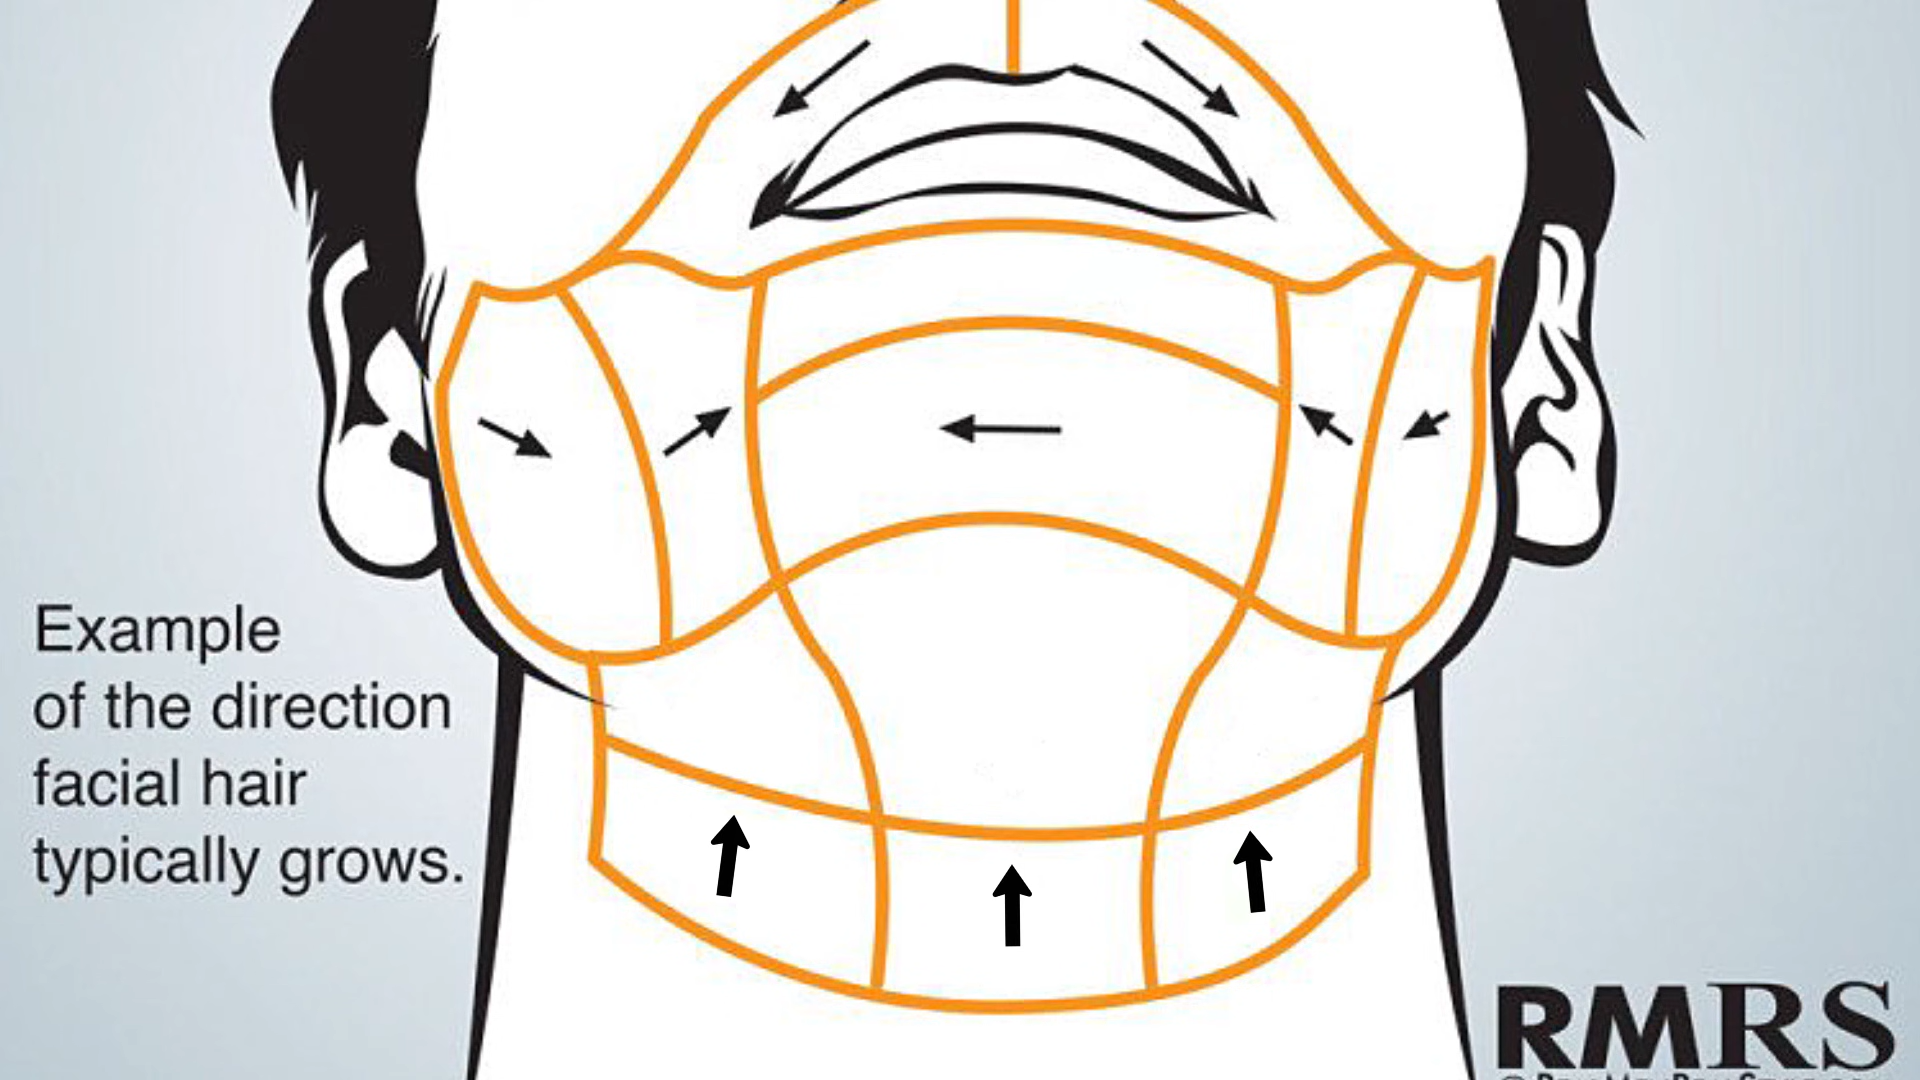 Example
of the direction
facial hair
typically grows.
RMRS